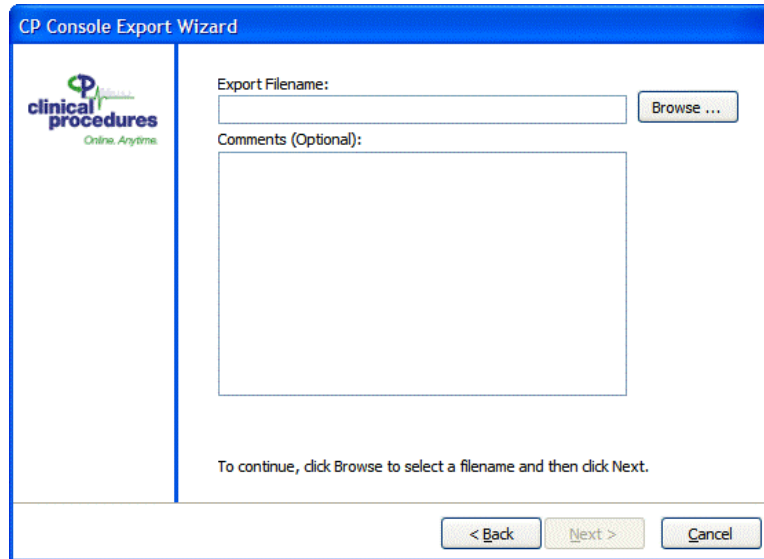 CP Console Export Wizard
CP
clinical
procedures
Online. Anytime.
Export Filename:
Browse ...
Comments (Optional):
To continue, click Browse to select a filename and then click Next.
< Back
Next >
Cancel